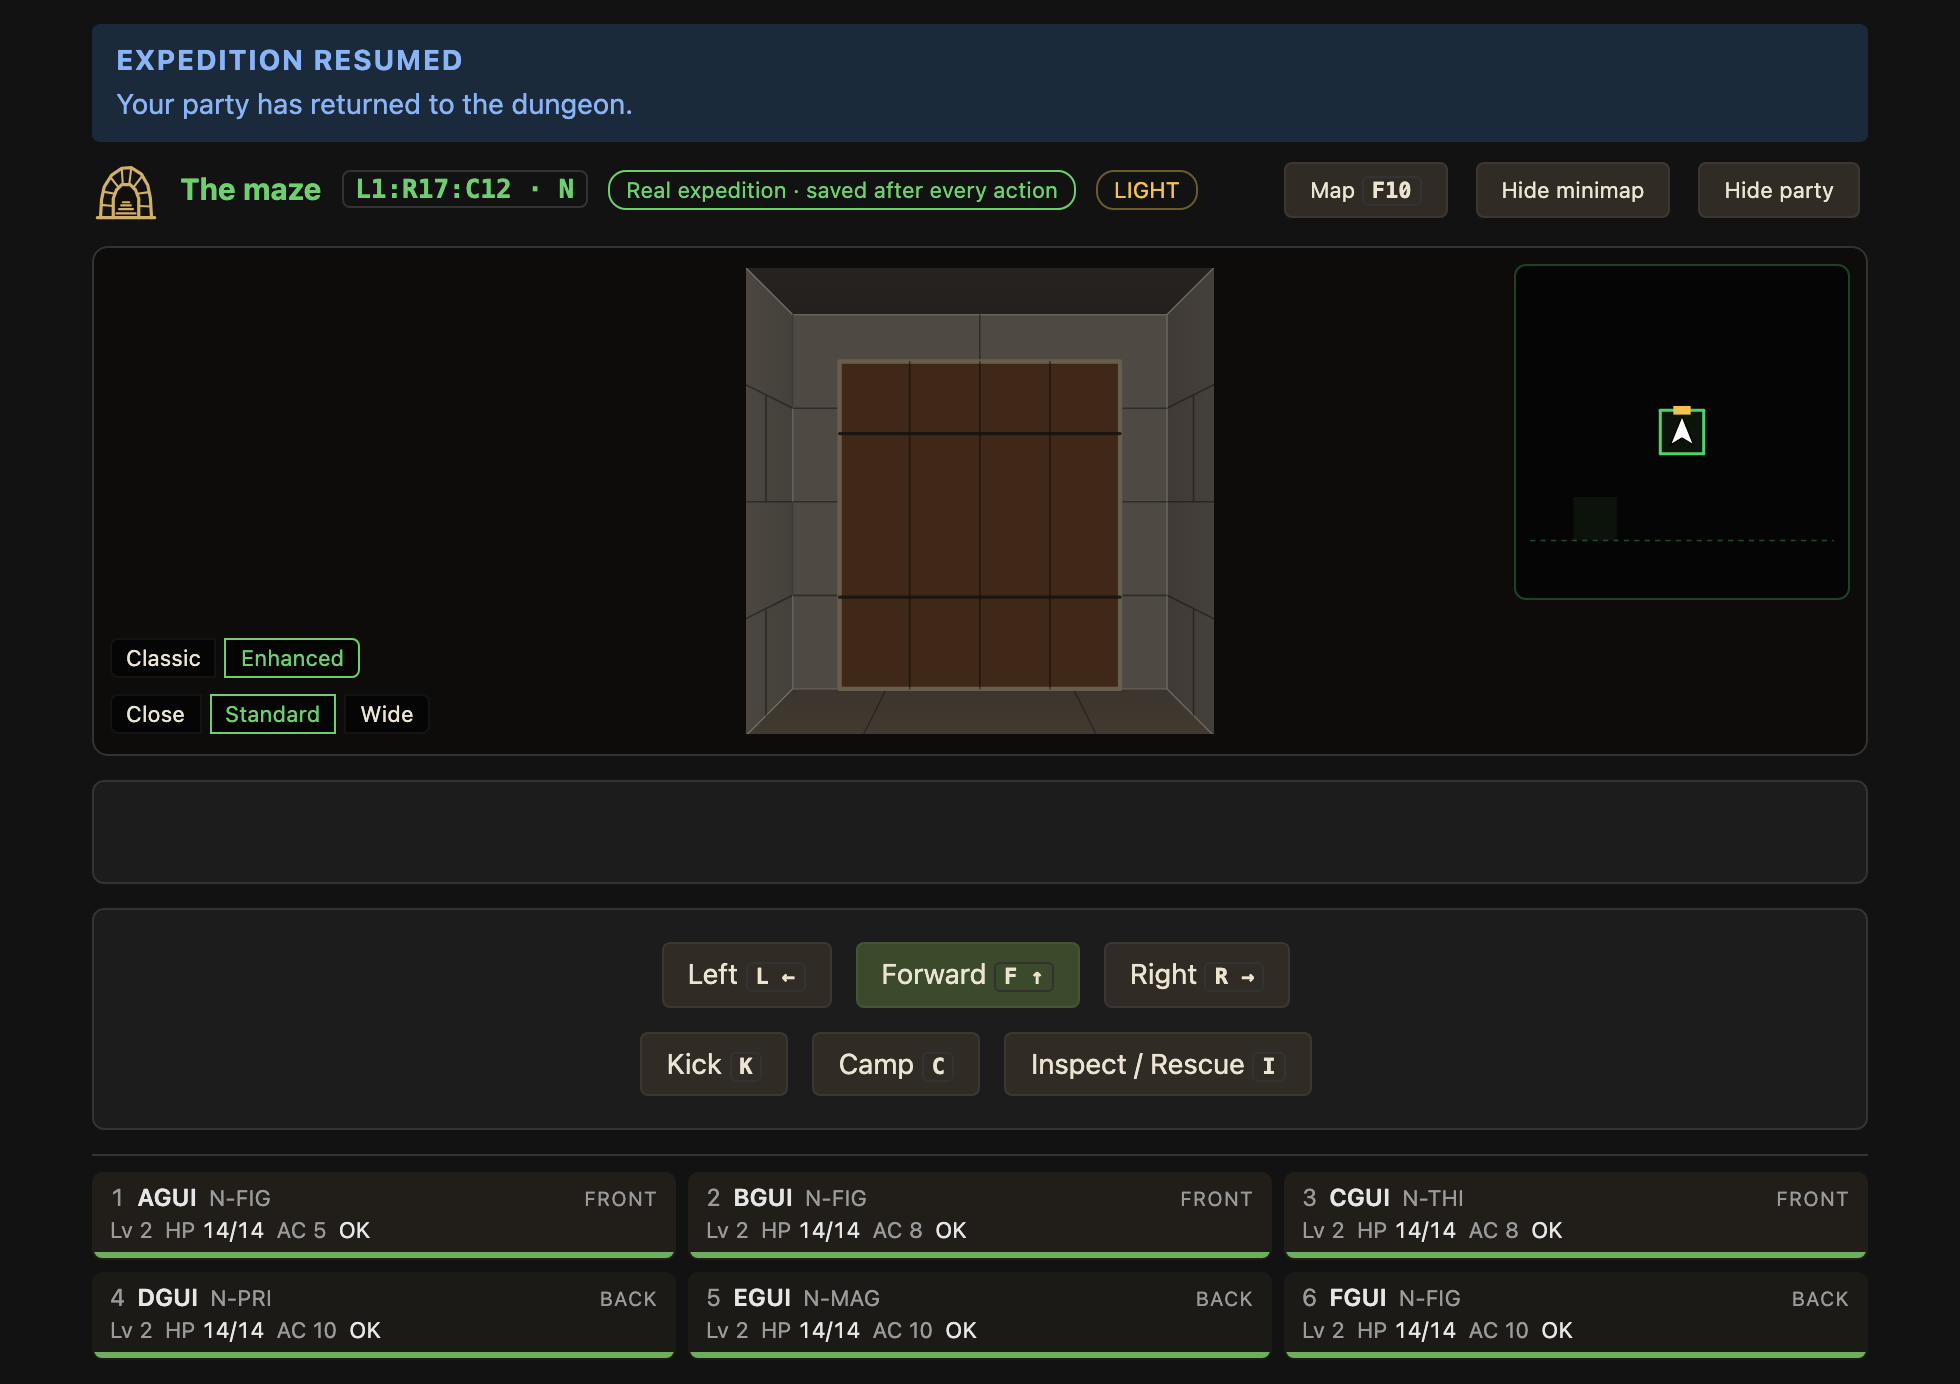 EXPEDITION RESUMED
Your party has returned to the dungeon.
The maze L1:R17:C12 · N Real expedition · saved after every action LIGHT Map F10 Hide minimap Hide party
Classic Enhanced
Close Standard Wide
Left L ← Forward F ↑ Right R →
Kick K Camp C Inspect / Rescue I
1 AGUI N-FIG FRONT
Lv 2 HP 14/14 AC 5 OK
2 BGUI N-FIG FRONT
Lv 2 HP 14/14 AC 8 OK
3 CGUI N-THI FRONT
Lv 2 HP 14/14 AC 8 OK
4 DGUI N-PRI BACK
Lv 2 HP 14/14 AC 10 OK
5 EGUI N-MAG BACK
Lv 2 HP 14/14 AC 10 OK
6 FGUI N-FIG BACK
Lv 2 HP 14/14 AC 10 OK